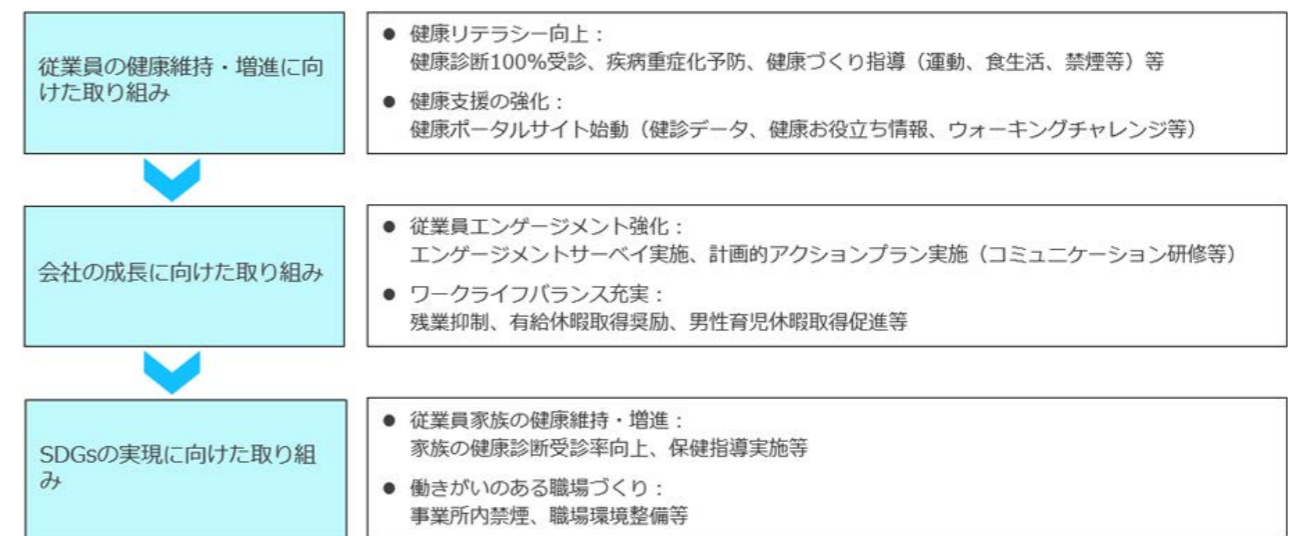 従業員の健康維持・増進に向
けた取り組み
● 健康リテラシー向上：
健康診断100%受診、疾病重症化予防、健康づくり指導（運動、食生活、禁煙等）等
● 健康支援の強化：
健康ポータルサイト始動（健診データ、健康お役立ち情報、ウォーキングチャレンジ等）
会社の成長に向けた取り組み
● 従業員エンゲージメント強化：
エンゲージメントサーベイ実施、計画的アクションプラン実施（コミュニケーション研修等）
● ワークライフバランス充実：
残業抑制、有給休暇取得奨励、男性育児休暇取得促進等
SDGsの実現に向けた取り組
み
● 従業員家族の健康維持・増進：
家族の健康診断受診率向上、保健指導実施等
● 働きがいのある職場づくり：
事業所内禁煙、職場環境整備等